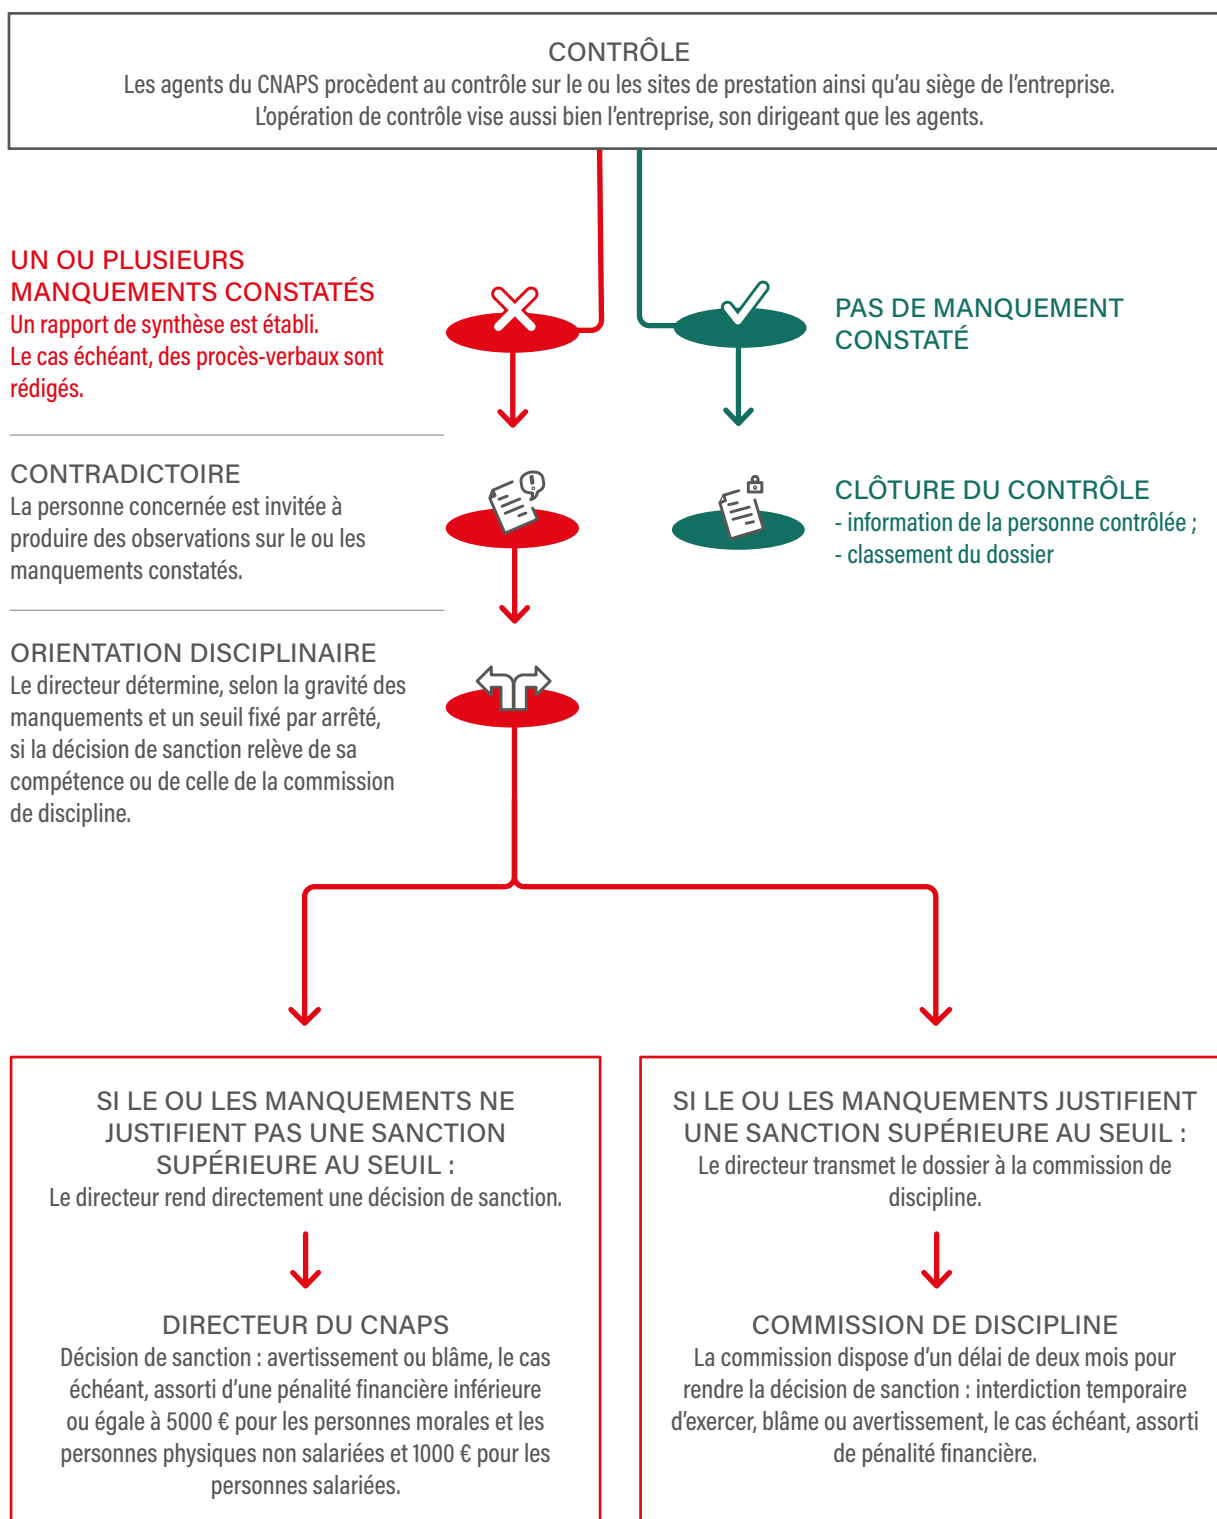 CONTRÔLE
Les agents du CNAPS procèdent au contrôle sur le ou les sites de prestation ainsi qu’au siège de l’entreprise.
L’opération de contrôle vise aussi bien l’entreprise, son dirigeant que les agents.
UN OU PLUSIEURS
MANQUEMENTS CONSTATÉS
Un rapport de synthèse est établi.
Le cas échéant, des procès-verbaux sont
rédigés.
PAS DE MANQUEMENT
CONSTATÉ
CONTRADICTOIRE
La personne concernée est invitée à
produire des observations sur le ou les
manquements constatés.
CLÔTURE DU CONTRÔLE
- information de la personne contrôlée ;
- classement du dossier
ORIENTATION DISCIPLINAIRE
Le directeur détermine, selon la gravité des
manquements et un seuil fixé par arrêté,
si la décision de sanction relève de sa
compétence ou de celle de la commission
de discipline.
SI LE OU LES MANQUEMENTS NE
JUSTIFIENT PAS UNE SANCTION
SUPÉRIEURE AU SEUIL :
Le directeur rend directement une décision de sanction.
DIRECTEUR DU CNAPS
Décision de sanction : avertissement ou blâme, le cas
échéant, assorti d’une pénalité financière inférieure
ou égale à 5000 € pour les personnes morales et les
personnes physiques non salariées et 1000 € pour les
personnes salariées.
SI LE OU LES MANQUEMENTS JUSTIFIENT
UNE SANCTION SUPÉRIEURE AU SEUIL :
Le directeur transmet le dossier à la commission de
discipline.
COMMISSION DE DISCIPLINE
La commission dispose d’un délai de deux mois pour
rendre la décision de sanction : interdiction temporaire
d’exercer, blâme ou avertissement, le cas échéant, assorti
de pénalité financière.